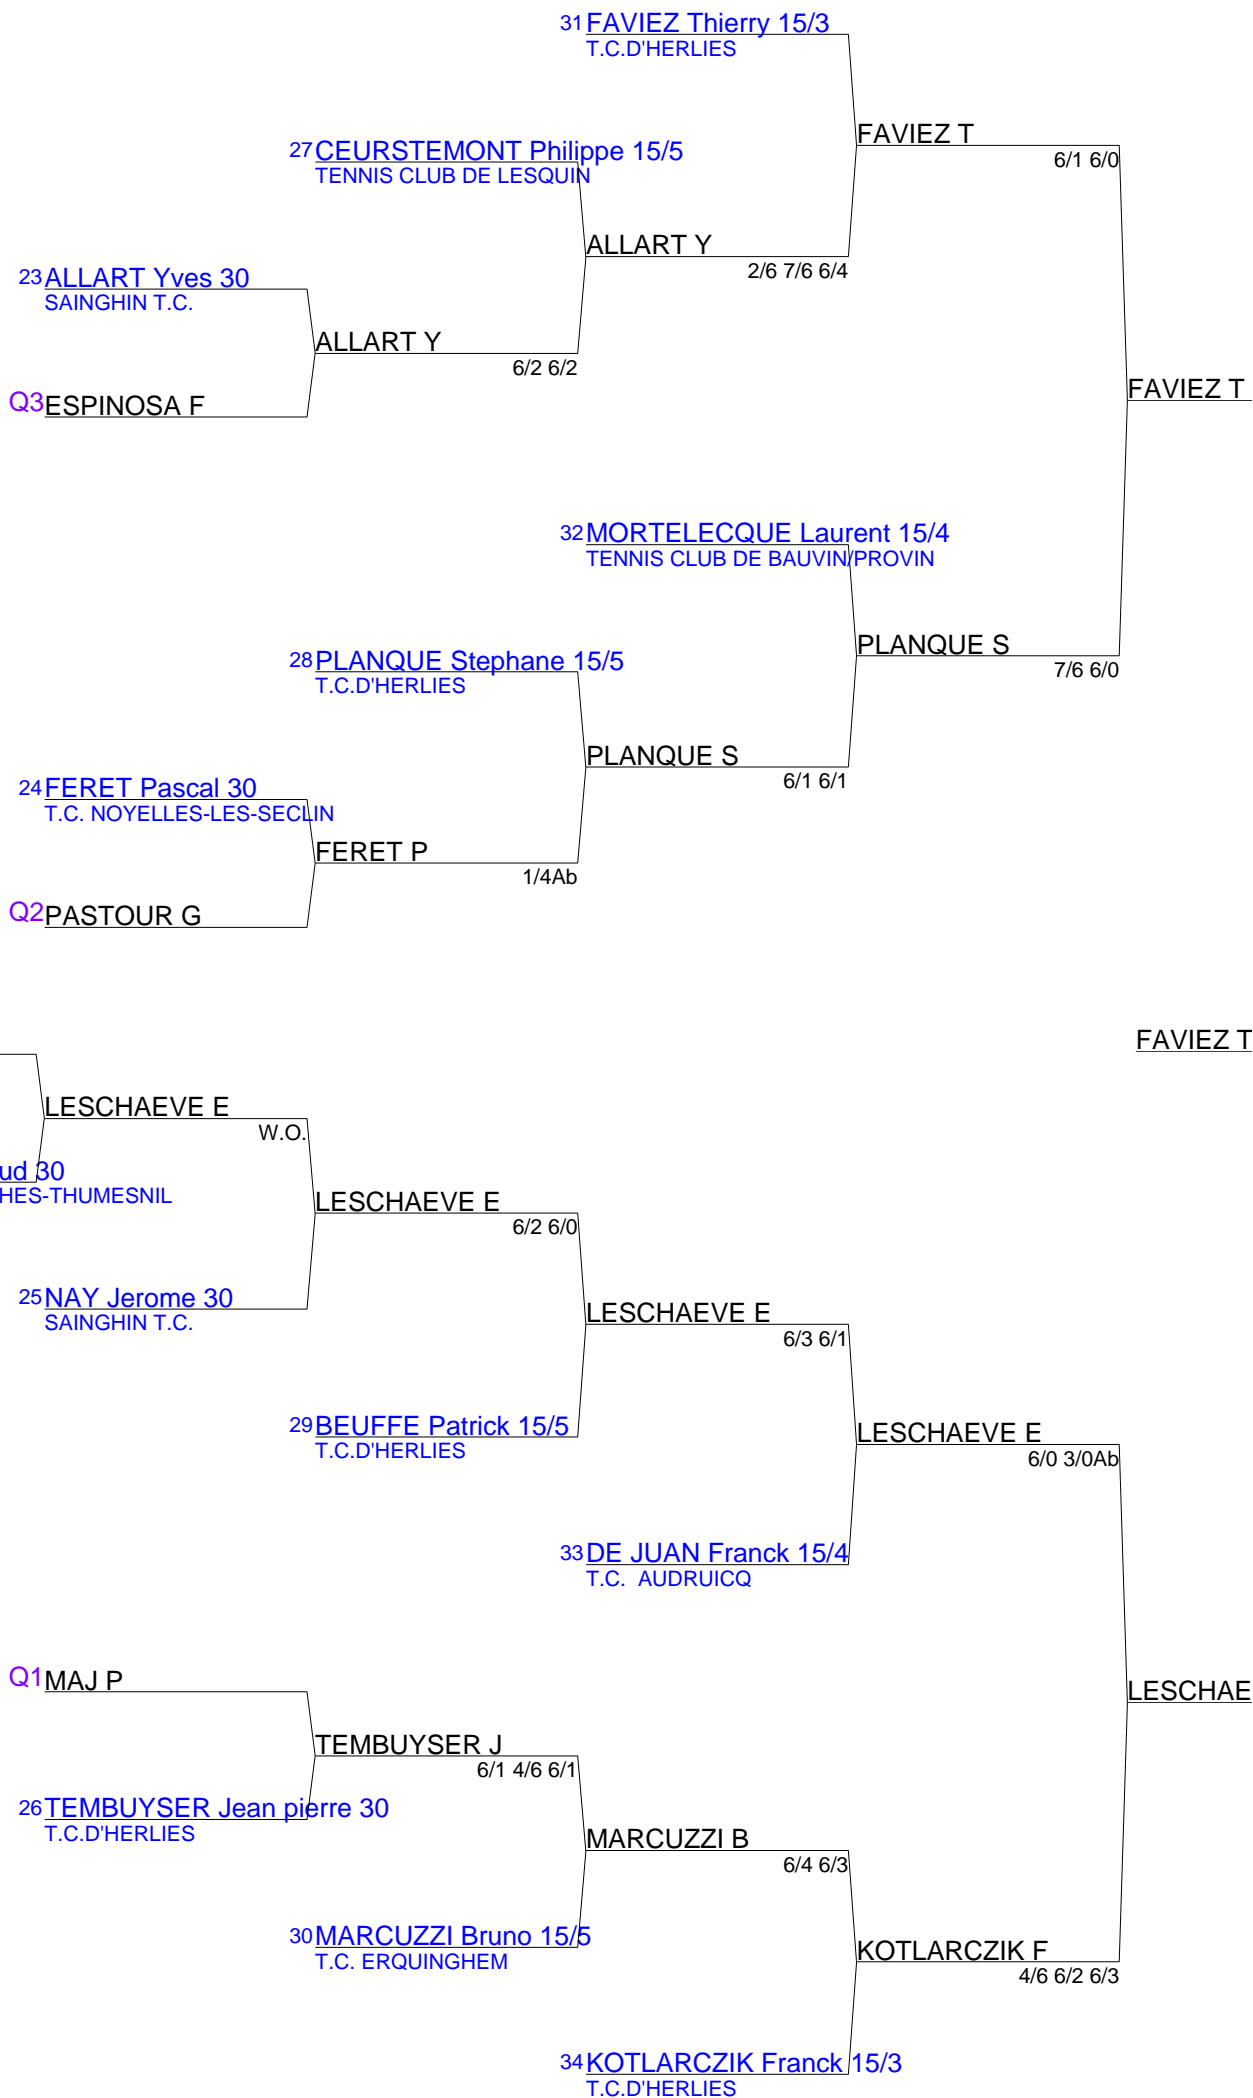 31 FAVIEZ Thierry 15/3
T.C.D'HERLIES
FAVIEZ T
6/1 6/0
27 CEURSTEMONT Philippe 15/5
TENNIS CLUB DE LESQUIN
ALLART Y
2/6 7/6 6/4
23 ALLART Yves 30
SAINGHIN T.C.
ALLART Y
6/2 6/2
FAVIEZ T
Q3 ESPINOSA F
32 MORTELECQUE Laurent 15/4
TENNIS CLUB DE BAUVIN/PROVIN
PLANQUE S
7/6 6/0
28 PLANQUE Stephane 15/5
T.C.D'HERLIES
PLANQUE S
6/1 6/1
24 FERET Pascal 30
T.C. NOYELLES-LES-SECLIN
FERET P
1/4Ab
Q2 PASTOUR G
FAVIEZ T
LESCHAEVE E
W.O.
ud 30
HES-THUMESNIL
LESCHAEVE E
6/2 6/0
25 NAY Jerome 30
SAINGHIN T.C.
LESCHAEVE E
6/3 6/1
29 BEUFFE Patrick 15/5
T.C.D'HERLIES
LESCHAEVE E
6/0 3/0Ab
33 DE JUAN Franck 15/4
T.C. AUDRUICQ
Q1 MAJ P
LESCHAE
TEMBUYSER J
6/1 4/6 6/1
26 TEMBUYSER Jean pierre 30
T.C.D'HERLIES
MARCUZZI B
6/4 6/3
30 MARCUZZI Bruno 15/5
T.C. ERQUINGHEM
KOTLARCZIK F
4/6 6/2 6/3
34 KOTLARCZIK Franck 15/3
T.C.D'HERLIES